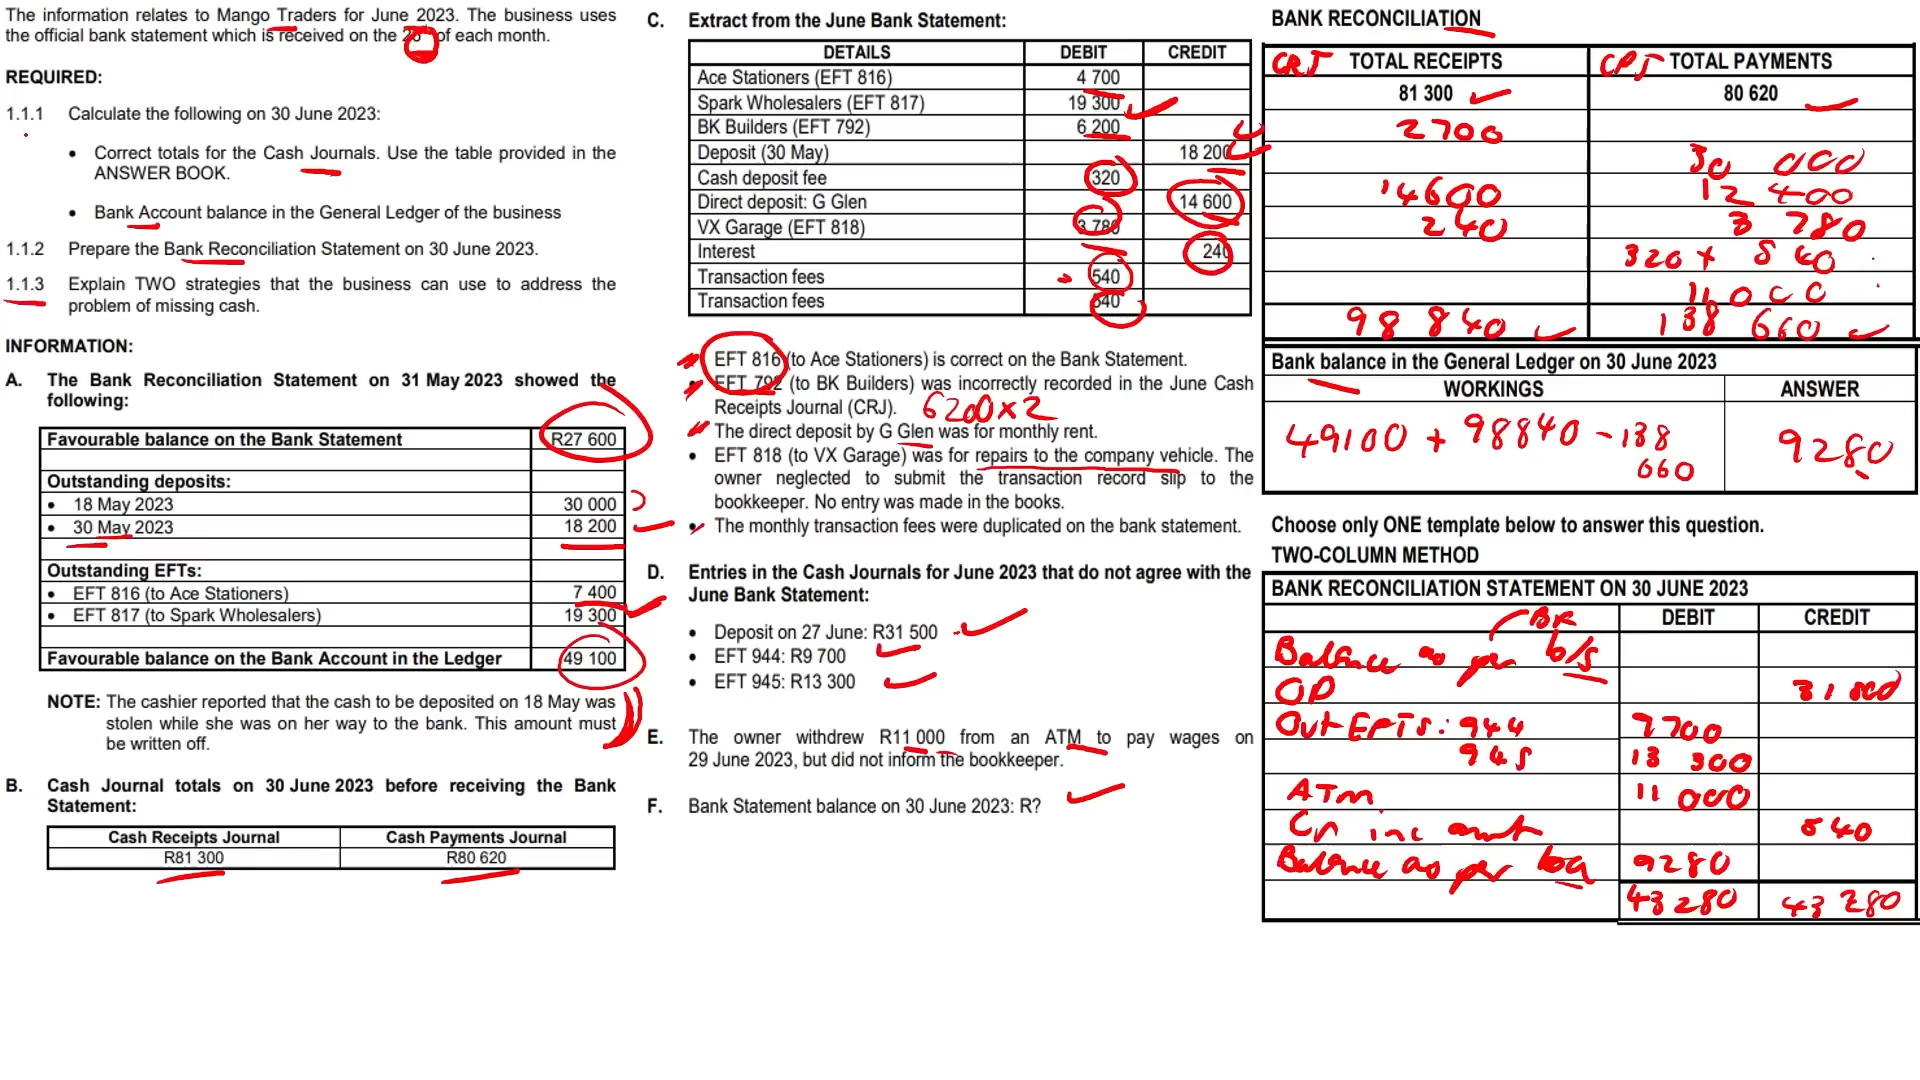 The information relates to Mango Traders for June 2023. The business uses
the official bank statement which is received on the of each month.
REQUIRED:
1.1.1 Calculate the following on 30 June 2023:
• Correct totals for the Cash Journals. Use the table provided in the
ANSWER BOOK.
• Bank Account balance in the General Ledger of the business
1.1.2 Prepare the Bank Reconciliation Statement on 30 June 2023.
1.1.3 Explain TWO strategies that the business can use to address the
problem of missing cash.
INFORMATION:
A. The Bank Reconciliation Statement on 31 May 2023 showed the
following:
Favourable balance on the Bank Statement R27 600
Outstanding deposits:
• 18 May 2023 30 000
• 30 May 2023 18 200
Outstanding EFTs:
• EFT 816 (to Ace Stationers) 7 400
• EFT 817 (to Spark Wholesalers) 19 300
Favourable balance on the Bank Account in the Ledger 49 100
NOTE: The cashier reported that the cash to be deposited on 18 May was
stolen while she was on her way to the bank. This amount must
be written off.
B. Cash Journal totals on 30 June 2023 before receiving the Bank
Statement:
Cash Receipts Journal Cash Payments Journal
R81 300 R80 620
C. Extract from the June Bank Statement:
DETAILS DEBIT CREDIT
Ace Stationers (EFT 816) 4 700
Spark Wholesalers (EFT 817) 19 300
BK Builders (EFT 792) 6 200
Deposit (30 May) 18 200
Cash deposit fee 320
Direct deposit: G Glen 14 600
VX Garage (EFT 818) 3 780
Interest 240
Transaction fees 540
Transaction fees 540
• EFT 816 (to Ace Stationers) is correct on the Bank Statement.
• EFT 792 (to BK Builders) was incorrectly recorded in the June Cash
Receipts Journal (CRJ). 6200x2
• The direct deposit by G Glen was for monthly rent.
• EFT 818 (to VX Garage) was for repairs to the company vehicle. The
owner neglected to submit the transaction record slip to the
bookkeeper. No entry was made in the books.
• The monthly transaction fees were duplicated on the bank statement.
D. Entries in the Cash Journals for June 2023 that do not agree with the
June Bank Statement:
• Deposit on 27 June: R31 500
• EFT 944: R9 700
• EFT 945: R13 300
E. The owner withdrew R11 000 from an ATM to pay wages on
29 June 2023, but did not inform the bookkeeper.
F. Bank Statement balance on 30 June 2023: R?
BANK RECONCILIATION
CRJ TOTAL RECEIPTS CPJ TOTAL PAYMENTS
81 300 80 620
2700
30 000
14600 12 400
240 3 780
320 + 540
11 000
98 840 138 660
Bank balance in the General Ledger on 30 June 2023
WORKINGS ANSWER
49100 + 98840 - 138
660
9280
Choose only ONE template below to answer this question.
TWO-COLUMN METHOD
BANK RECONCILIATION STATEMENT ON 30 JUNE 2023
DEBIT CREDIT
Balance as per b/s
OD 31 500
Out EFTs: 944 9700
945 13 300
ATM 11 000
Cr inc amt 540
Balance as per ba 9280
43280 43 280